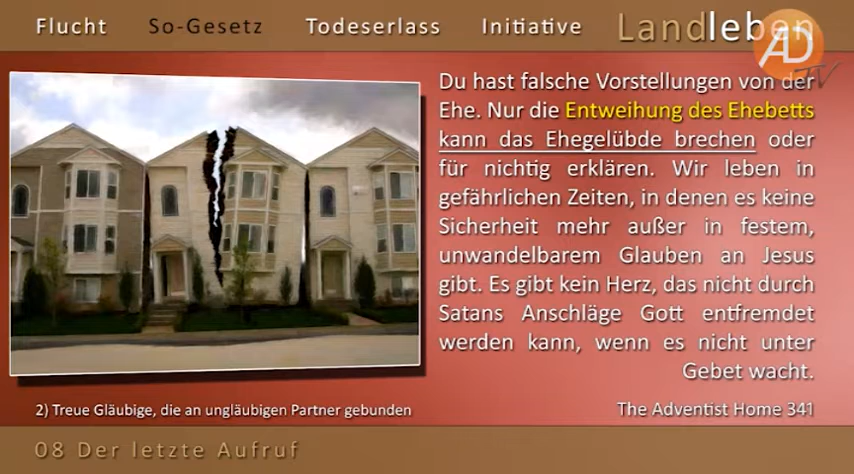 Flucht So-Gesetz Todeserlass Initiative Landleben
AD
TV
Du hast falsche Vorstellungen von der
Ehe. Nur die Entweihung des Ehebetts
kann das Ehegelübde brechen oder
für nichtig erklären. Wir leben in
gefährlichen Zeiten, in denen es keine
Sicherheit mehr außer in festem,
unwandelbarem Glauben an Jesus
gibt. Es gibt kein Herz, das nicht durch
Satans Anschläge Gott entfremdet
werden kann, wenn es nicht unter
Gebet wacht.
2) Treue Gläubige, die an ungläubigen Partner gebunden
The Adventist Home 341
08 Der letzte Aufruf